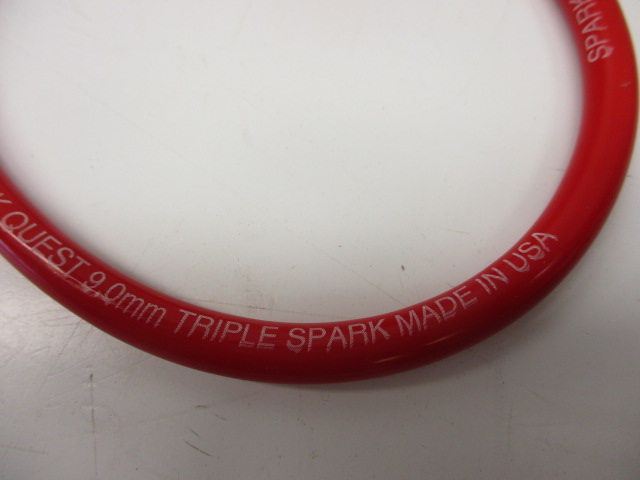 K QUEST 9.0mm TRIPLE SPARK MADE IN USA
SPARK